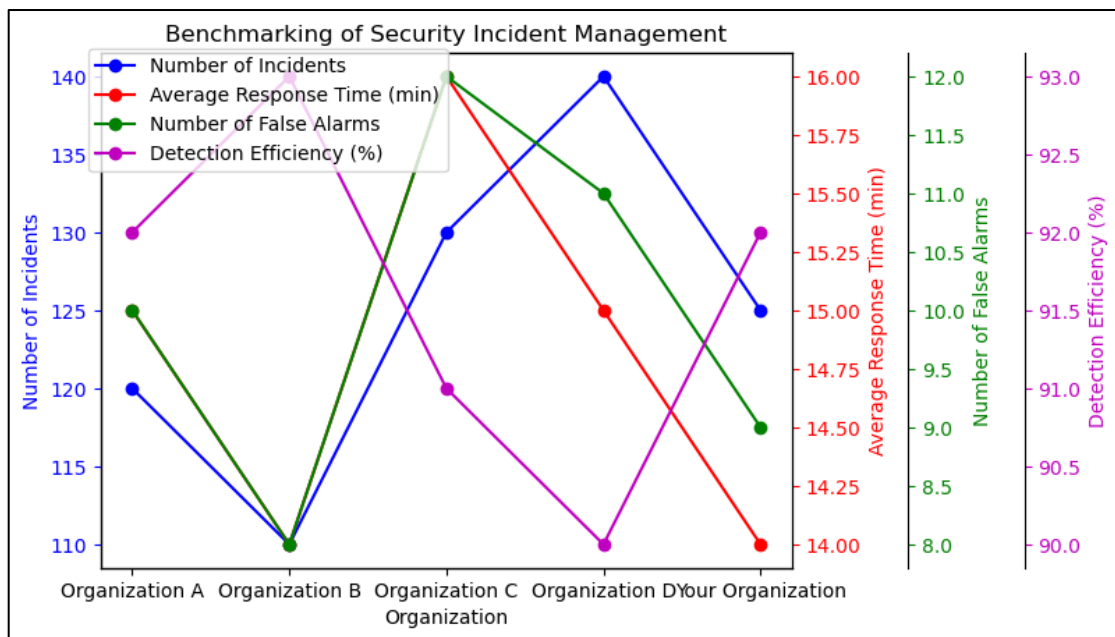 Benchmarking of Security Incident Management
Number of Incidents
Average Response Time (min)
Number of False Alarms
Detection Efficiency (%)
Number of Incidents
140
135
130
125
120
115
110
16.00
15.75
15.50
15.25
15.00
14.75
14.50
14.25
14.00
Average Response Time (min)
12.0
11.5
11.0
10.5
10.0
9.5
9.0
8.5
8.0
Number of False Alarms
93.0
92.5
92.0
91.5
91.0
90.5
90.0
Detection Efficiency (%)
Organization A Organization B Organization C Organization D Your Organization
Organization